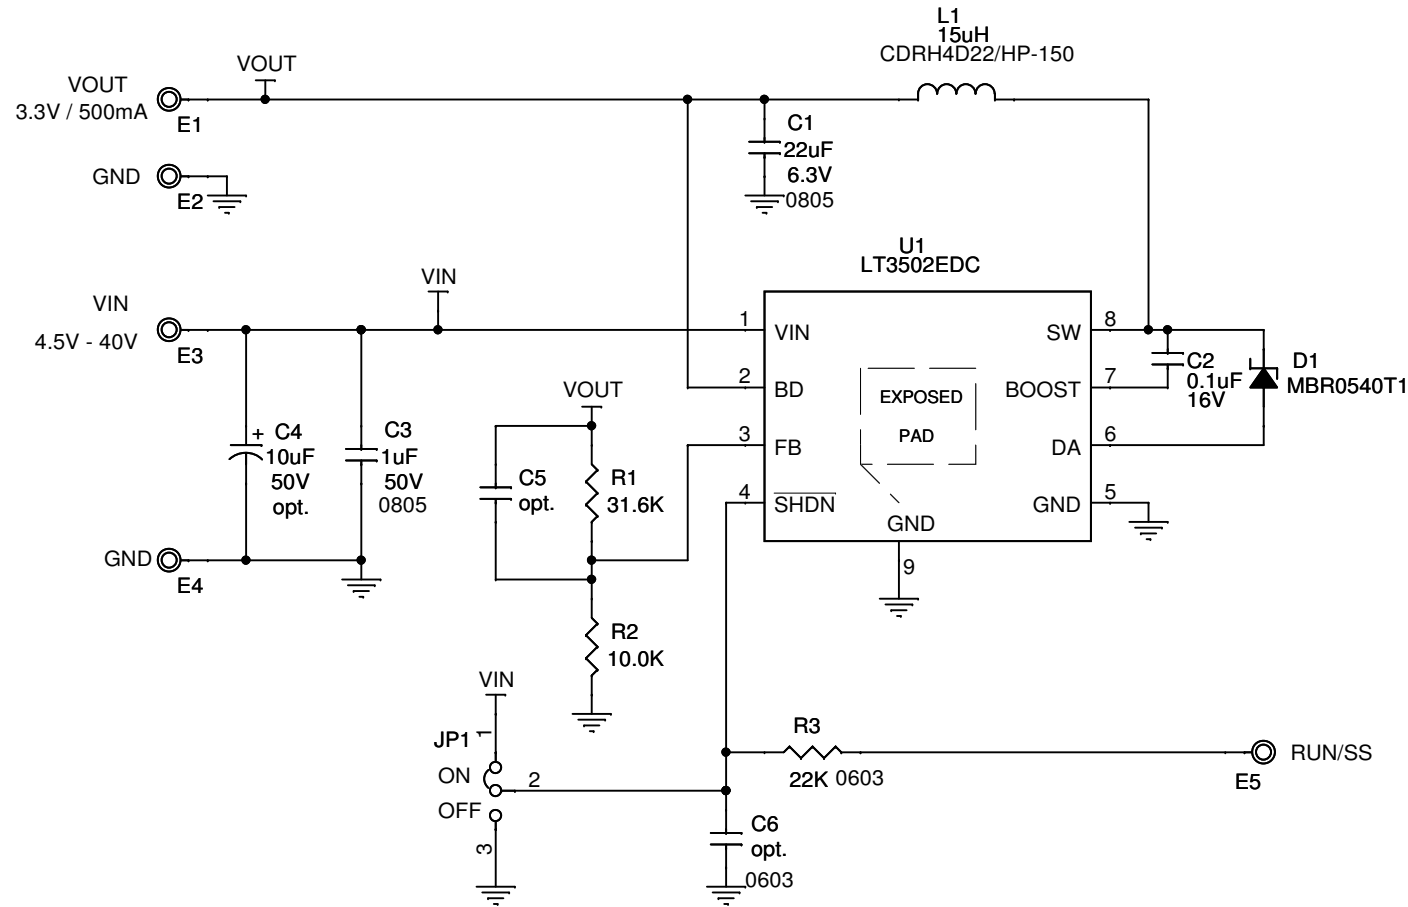 L1
15uH
CDRH4D22/HP-150
VOUT
VOUT
3.3V / 500mA
E1
C1
22uF
6.3V
0805
GND
E2
U1
LT3502EDC
VIN
VIN
4.5V - 40V
E3
1
VIN
2
BD
3
FB
4
SHDN
EXPOSED
PAD
GND
9
SW
8
BOOST
7
DA
6
GND
5
C2
0.1uF
16V
D1
MBR0540T1
+ C4
10uF
50V
opt.
C3
1uF
50V
0805
GND
E4
VOUT
C5
opt.
R1
31.6K
R2
10.0K
VIN
JP1
1
ON
2
OFF
3
R3
22K 0603
RUN/SS
E5
C6
opt.
0603